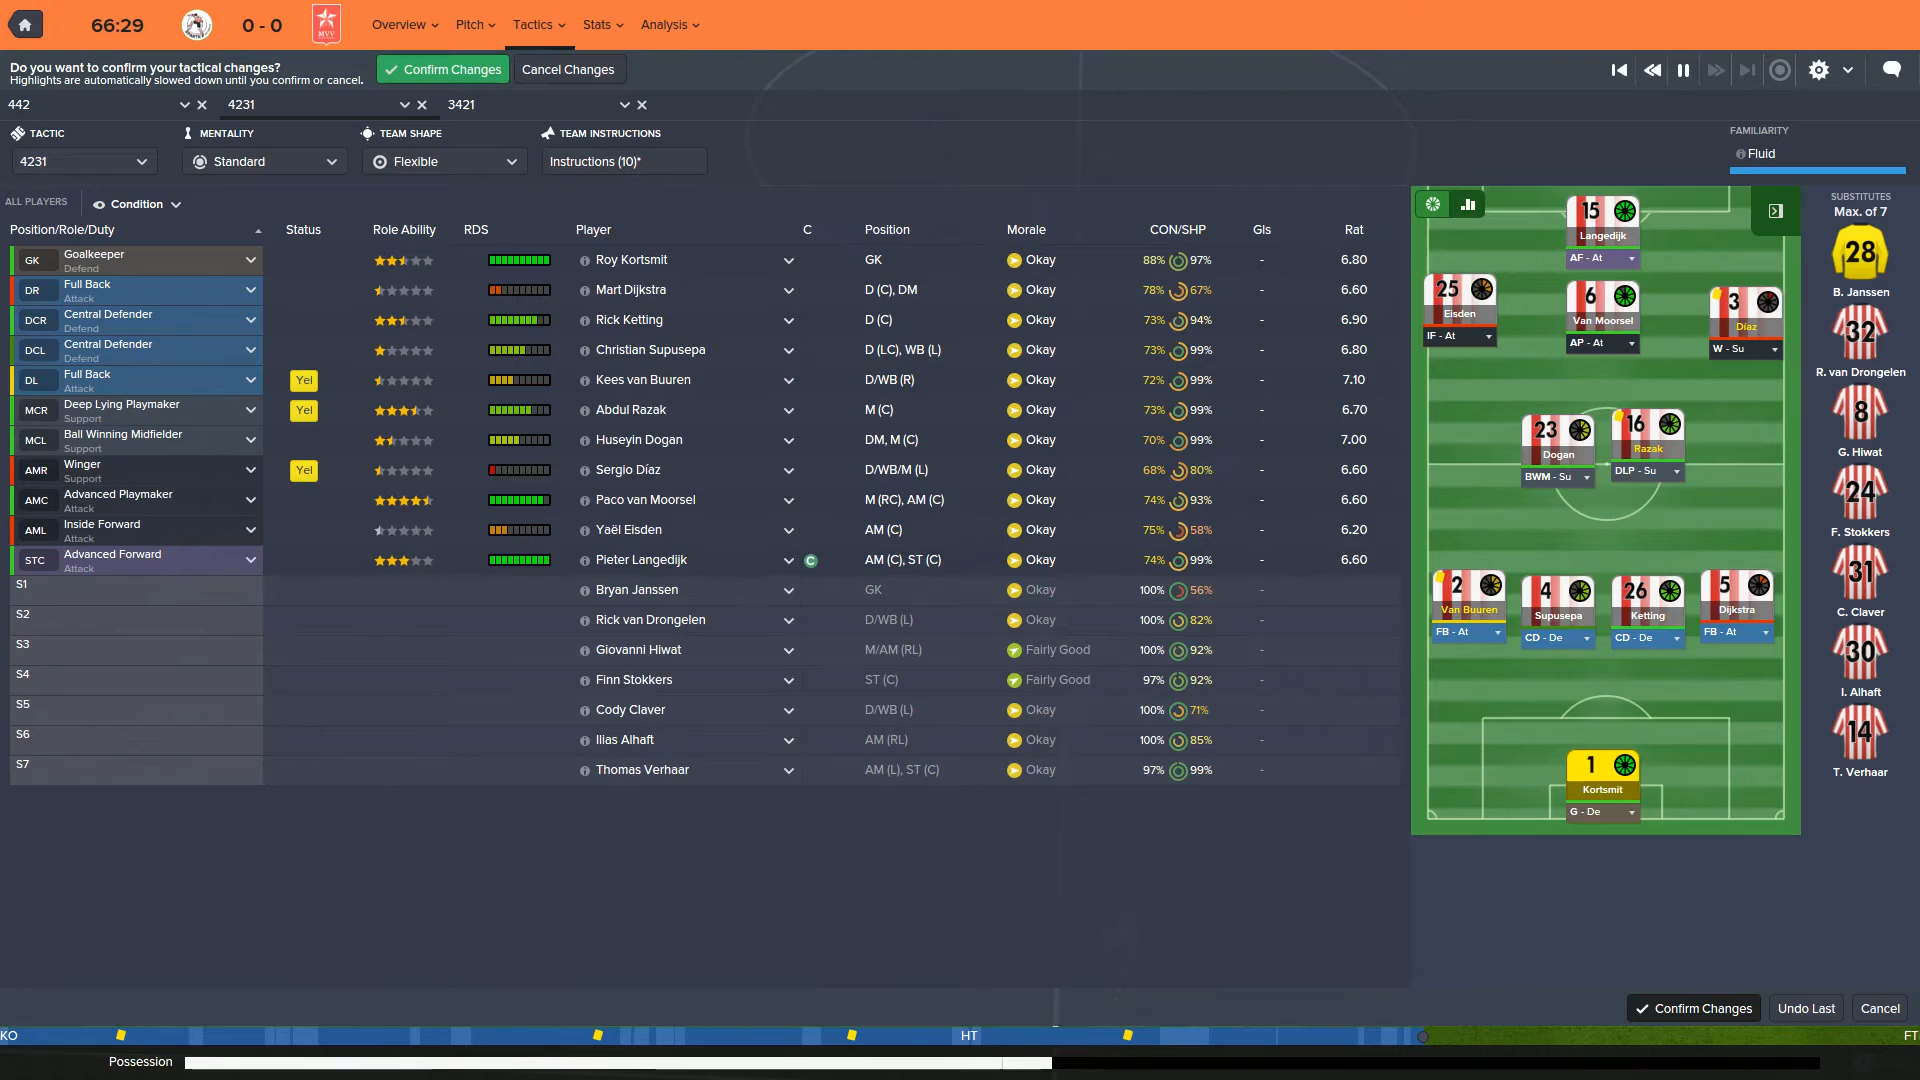 66:29 0 - 0 Overview Pitch Tactics Stats Analysis
MVV
Do you want to confirm your tactical changes?
Highlights are automatically slowed down until you confirm or cancel.
Confirm Changes Cancel Changes
442 4231 3421
TACTIC MENTALITY TEAM SHAPE TEAM INSTRUCTIONS
4231 Standard Flexible Instructions (10)*
FAMILIARITY
Fluid
ALL PLAYERS Condition
Position/Role/Duty Status Role Ability RDS Player C Position Morale CON/SHP Gls Rat
GK Goalkeeper Defend Roy Kortsmit GK Okay 88% 97% - 6.80
DR Full Back Attack Mart Dijkstra D (C), DM Okay 78% 67% - 6.60
DCR Central Defender Defend Rick Ketting D (C) Okay 73% 94% - 6.90
DCL Central Defender Defend Christian Supusepa D (LC), WB (L) Okay 73% 99% - 6.80
DL Full Back Attack Yel Kees van Buuren D/WB (R) Okay 72% 99% - 7.10
MCR Deep Lying Playmaker Support Yel Abdul Razak M (C) Okay 73% 99% - 6.70
MCL Ball Winning Midfielder Support Huseyin Dogan DM, M (C) Okay 70% 99% - 7.00
AMR Winger Support Yel Sergio Díaz D/WB/M (L) Okay 68% 80% - 6.60
AMC Advanced Playmaker Attack Paco van Moorsel M (RC), AM (C) Okay 74% 93% - 6.60
AML Inside Forward Attack Yaël Eisden AM (C) Okay 75% 58% - 6.20
STC Advanced Forward Attack Pieter Langedijk C AM (C), ST (C) Okay 74% 99% - 6.60
S1 Bryan Janssen GK Okay 100% 56% -
S2 Rick van Drongelen D/WB (L) Okay 100% 82% -
S3 Giovanni Hiwat M/AM (RL) Fairly Good 100% 92% -
S4 Finn Stokkers ST (C) Fairly Good 97% 92% -
S5 Cody Claver D/WB (L) Okay 100% 71% -
S6 Ilias Alhaft AM (RL) Okay 100% 85% -
S7 Thomas Verhaar AM (L), ST (C) Okay 97% 99% -
15
Langedijk
AF - At
25 6 3
Eisden Van Moorsel Díaz
IF - At AP - At W - Su
23 16
Dogan Razak
BWM - Su DLP - Su
2 4 26 5
Van Buuren Supusepa Ketting Dijkstra
FB - At CD - De CD - De FB - At
1
Kortsmit
G - De
SUBSTITUTES
Max. of 7
28
B. Janssen
32
R. van Drongelen
8
G. Hiwat
24
F. Stokkers
31
C. Claver
30
I. Alhaft
14
T. Verhaar
Confirm Changes Undo Last Cancel
KO HT FT
Possession